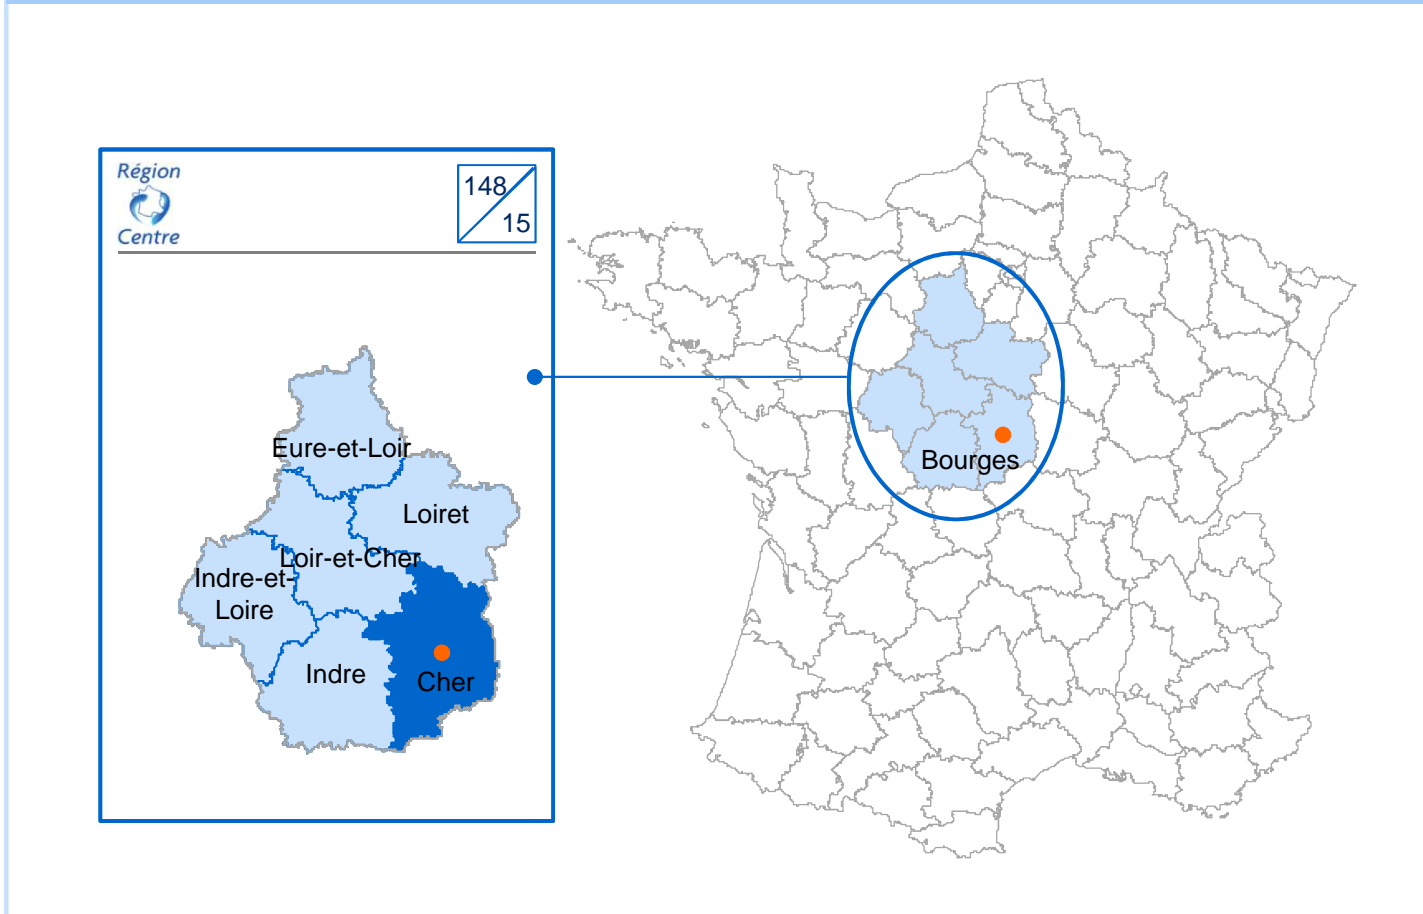 Région
Centre
148
15
Eure-et-Loir
Loiret
Loir-et-Cher
Indre-et-
Loire
Indre
Cher
Bourges